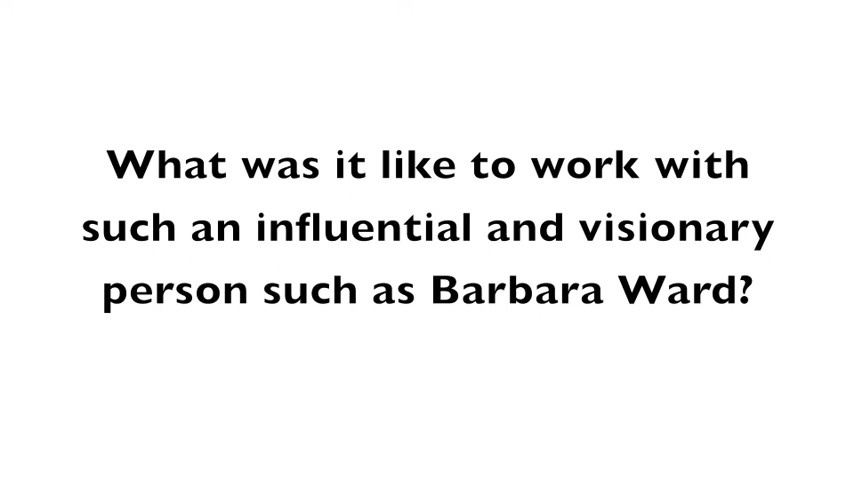 What was it like to work with
such an influential and visionary
person such as Barbara Ward?